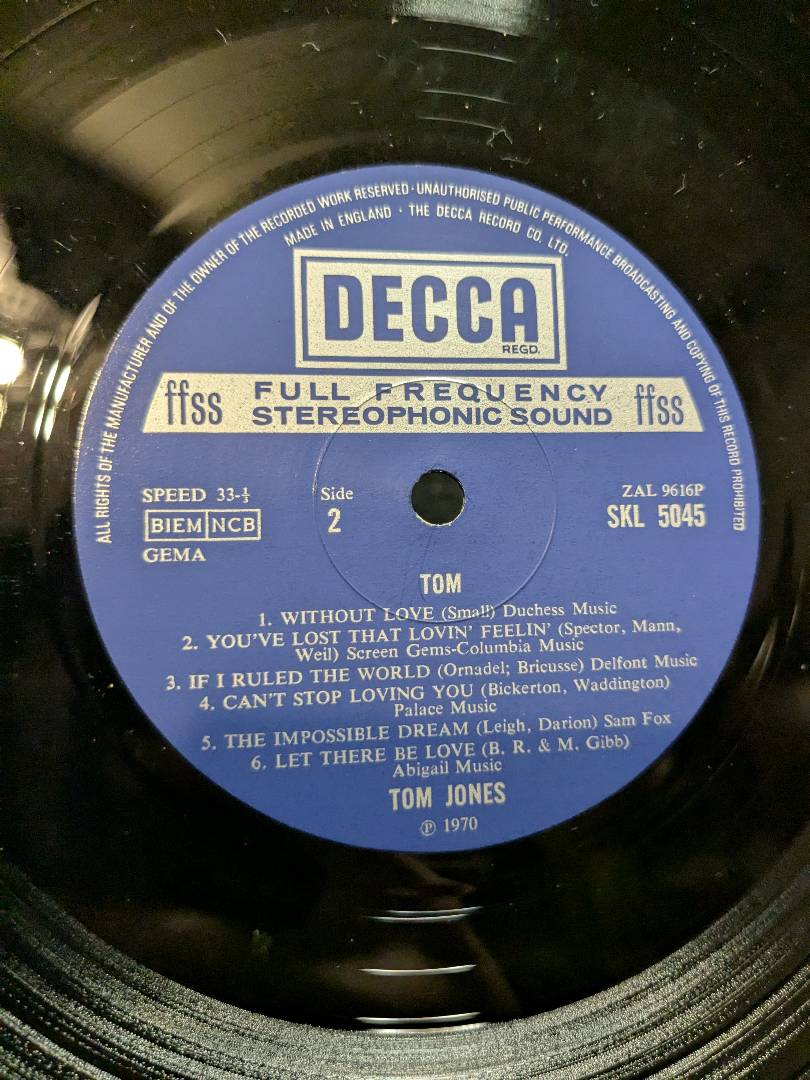 ALL RIGHTS OF THE MANUFACTURER AND OF THE OWNER OF THE RECORDED WORK RESERVED · UNAUTHORISED PUBLIC PERFORMANCE BROADCASTING AND COPYING OF THIS RECORD PROHIBITED
MADE IN ENGLAND · THE DECCA RECORD CO. LTD.
DECCA
REGD.
ffss FULL FREQUENCY ffss
STEREOPHONIC SOUND
SPEED 33-⅓ Side ZAL 9616P
BIEM NCB 2 SKL 5045
GEMA
TOM
1. WITHOUT LOVE (Small) Duchess Music
2. YOU'VE LOST THAT LOVIN' FEELIN' (Spector, Mann,
Weil) Screen Gems-Columbia Music
3. IF I RULED THE WORLD (Ornadel; Bricusse) Delfont Music
4. CAN'T STOP LOVING YOU (Bickerton, Waddington)
Palace Music
5. THE IMPOSSIBLE DREAM (Leigh, Darion) Sam Fox
6. LET THERE BE LOVE (B. R. & M. Gibb)
Abigail Music
TOM JONES
℗ 1970